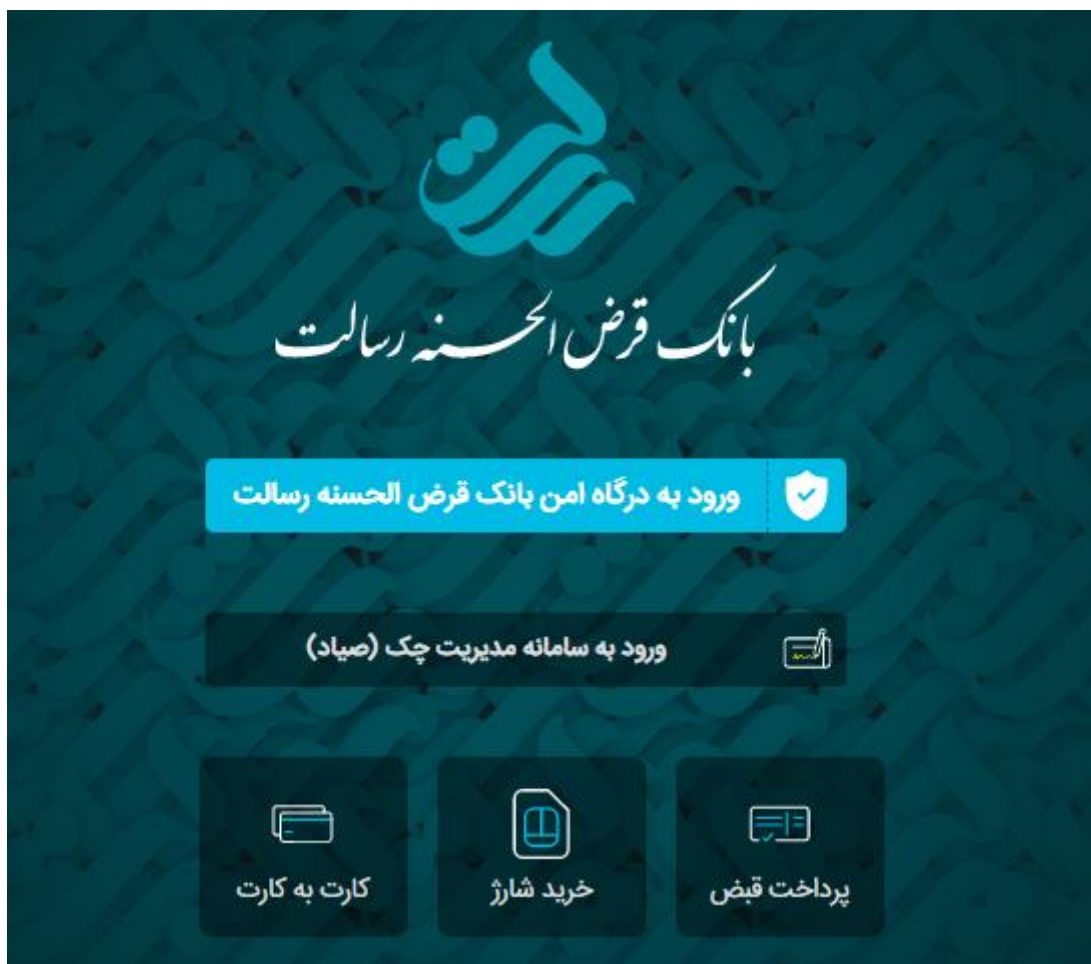 رسالت
بانک قرض الحسنه رسالت
ورود به درگاه امن بانک قرض الحسنه رسالت
ورود به سامانه مدیریت چک (صیاد)
پرداخت قبض
خرید شارژ
کارت به کارت